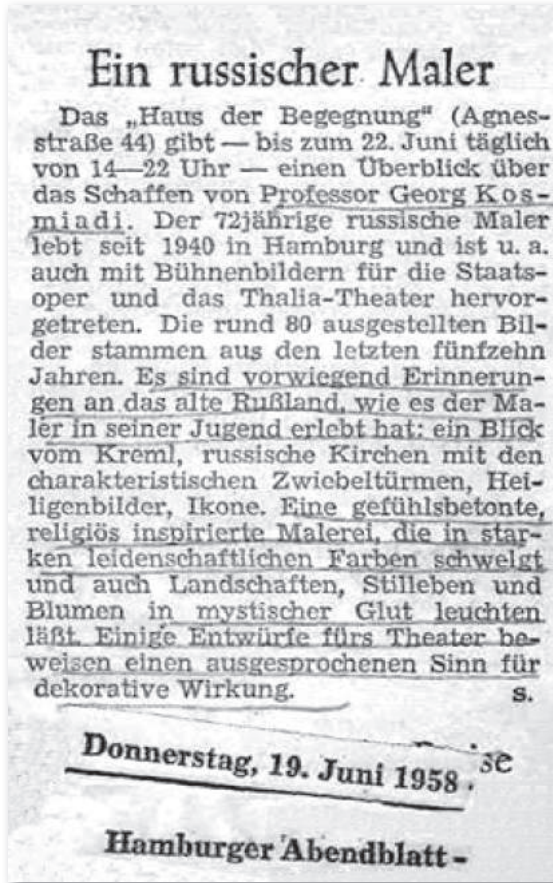 Ein russischer Maler
Das „Haus der Begegnung“ (Agnes-
straße 44) gibt — bis zum 22. Juni täglich
von 14—22 Uhr — einen Überblick über
das Schaffen von Professor Georg Kos-
miadi. Der 72jährige russische Maler
lebt seit 1940 in Hamburg und ist u. a.
auch mit Bühnenbildern für die Staats-
oper und das Thalia-Theater hervor-
getreten. Die rund 80 ausgestellten Bil-
der stammen aus den letzten fünfzehn
Jahren. Es sind vorwiegend Erinnerun-
gen an das alte Rußland, wie es der Ma-
ler in seiner Jugend erlebt hat: ein Blick
vom Kreml, russische Kirchen mit den
charakteristischen Zwiebeltürmen, Hei-
ligenbilder, Ikone. Eine gefühlsbetonte,
religiös inspirierte Malerei, die in star-
ken leidenschaftlichen Farben schwelgt
und auch Landschaften, Stilleben und
Blumen in mystischer Glut leuchten
läßt. Einige Entwürfe fürs Theater be-
weisen einen ausgesprochenen Sinn für
dekorative Wirkung. s.
Donnerstag, 19. Juni 1958.
Hamburger Abendblatt-